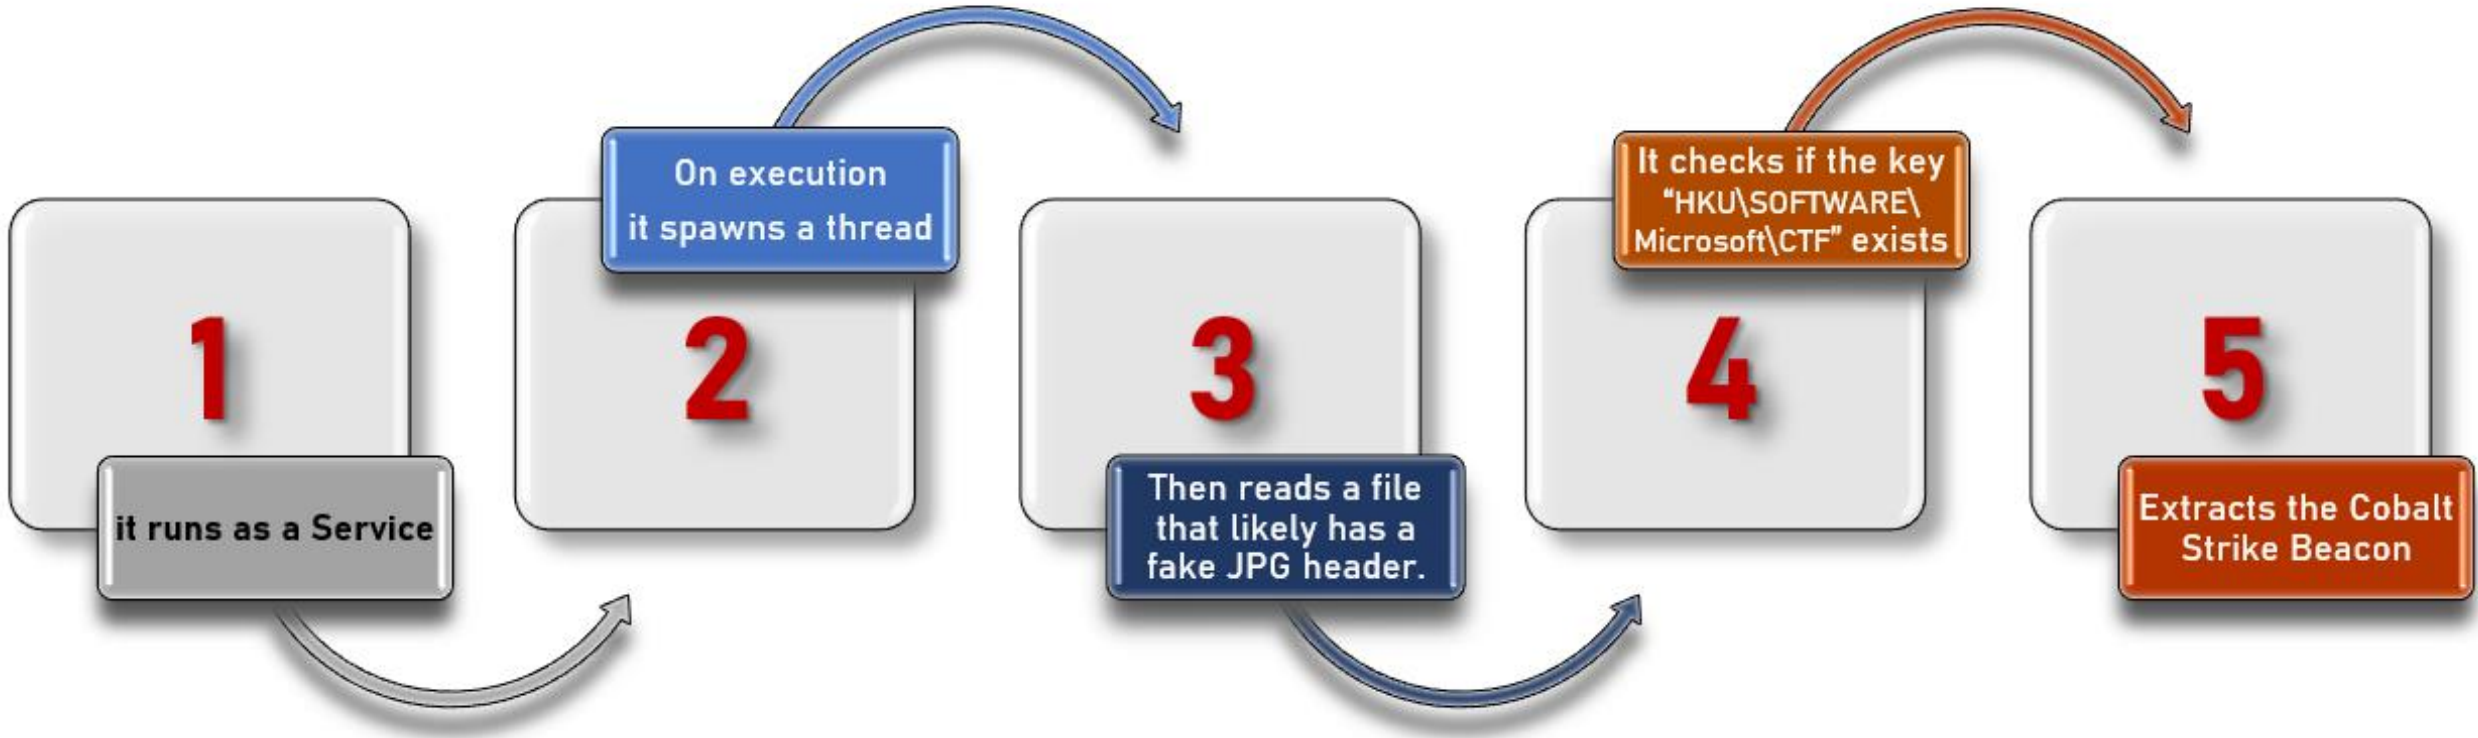 1
it runs as a Service
2
On execution
it spawns a thread
3
Then reads a file
that likely has a
fake JPG header.
4
It checks if the key
“HKU\SOFTWARE\
Microsoft\CTF” exists
5
Extracts the Cobalt
Strike Beacon